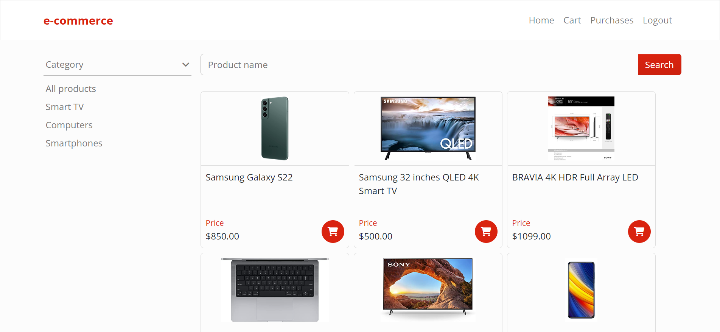 e-commerce
Home Cart Purchases Logout
Category
Product name
Search
All products
Smart TV
Computers
Smartphones
SAMSUNG
QLED
Samsung Galaxy S22
Samsung 32 inches QLED 4K
Smart TV
BRAVIA 4K HDR Full Array LED
Price
$850.00
Price
$500.00
Price
$1099.00
SONY